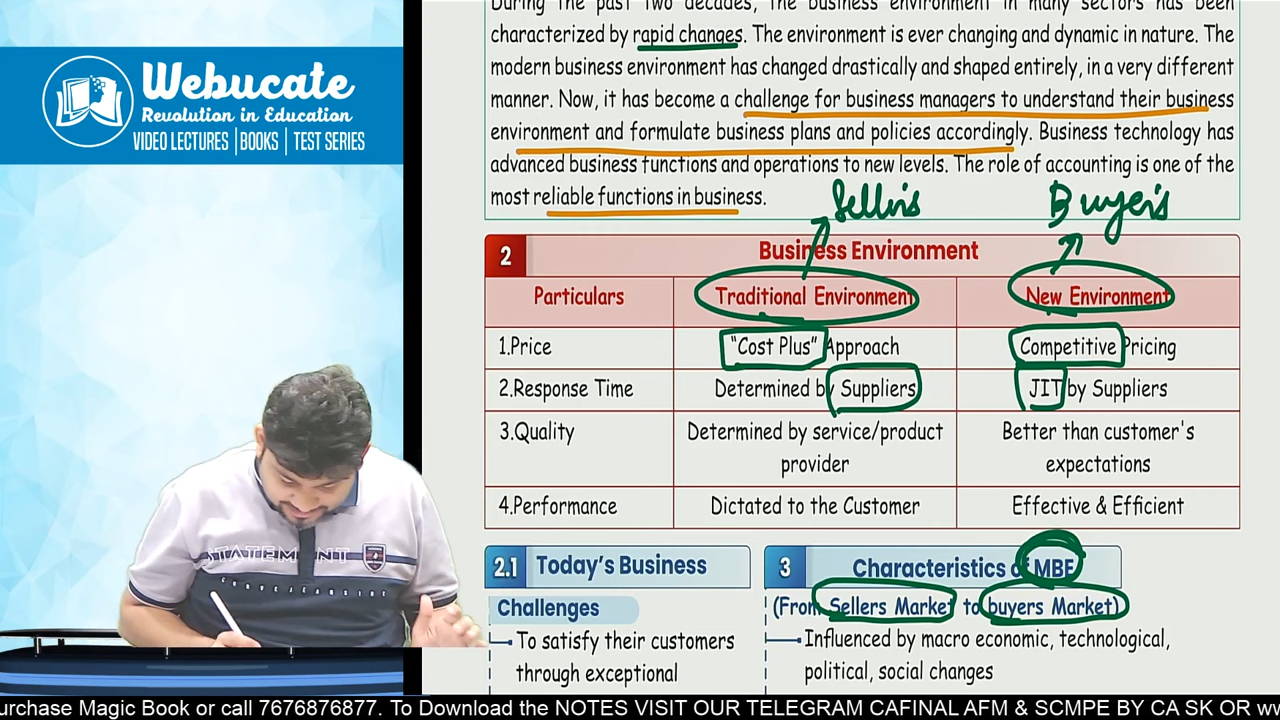 Webucate
Revolution in Education
VIDEO LECTURES | BOOKS | TEST SERIES
During the past two decades, the business environment in many sectors has been
characterized by rapid changes. The environment is ever changing and dynamic in nature. The
modern business environment has changed drastically and shaped entirely, in a very different
manner. Now, it has become a challenge for business managers to understand their business
environment and formulate business plans and policies accordingly. Business technology has
advanced business functions and operations to new levels. The role of accounting is one of the
most reliable functions in business.
Buyer's
2 Business Environment
Particulars Traditional Environment New Environment
1.Price "Cost Plus" Approach Competitive Pricing
2.Response Time Determined by Suppliers JIT by Suppliers
3.Quality Determined by service/product provider Better than customer's expectations
4.Performance Dictated to the Customer Effective & Efficient
2.1 Today's Business
Challenges
To satisfy their customers
through exceptional
3 Characteristics of MBE
(From Sellers Market to buyers Market)
Influenced by macro economic, technological,
political, social changes
STATEMENT
urchase Magic Book or call 7676876877. To Download the NOTES VISIT OUR TELEGRAM CAFINAL AFM & SCMPE BY CA SK OR